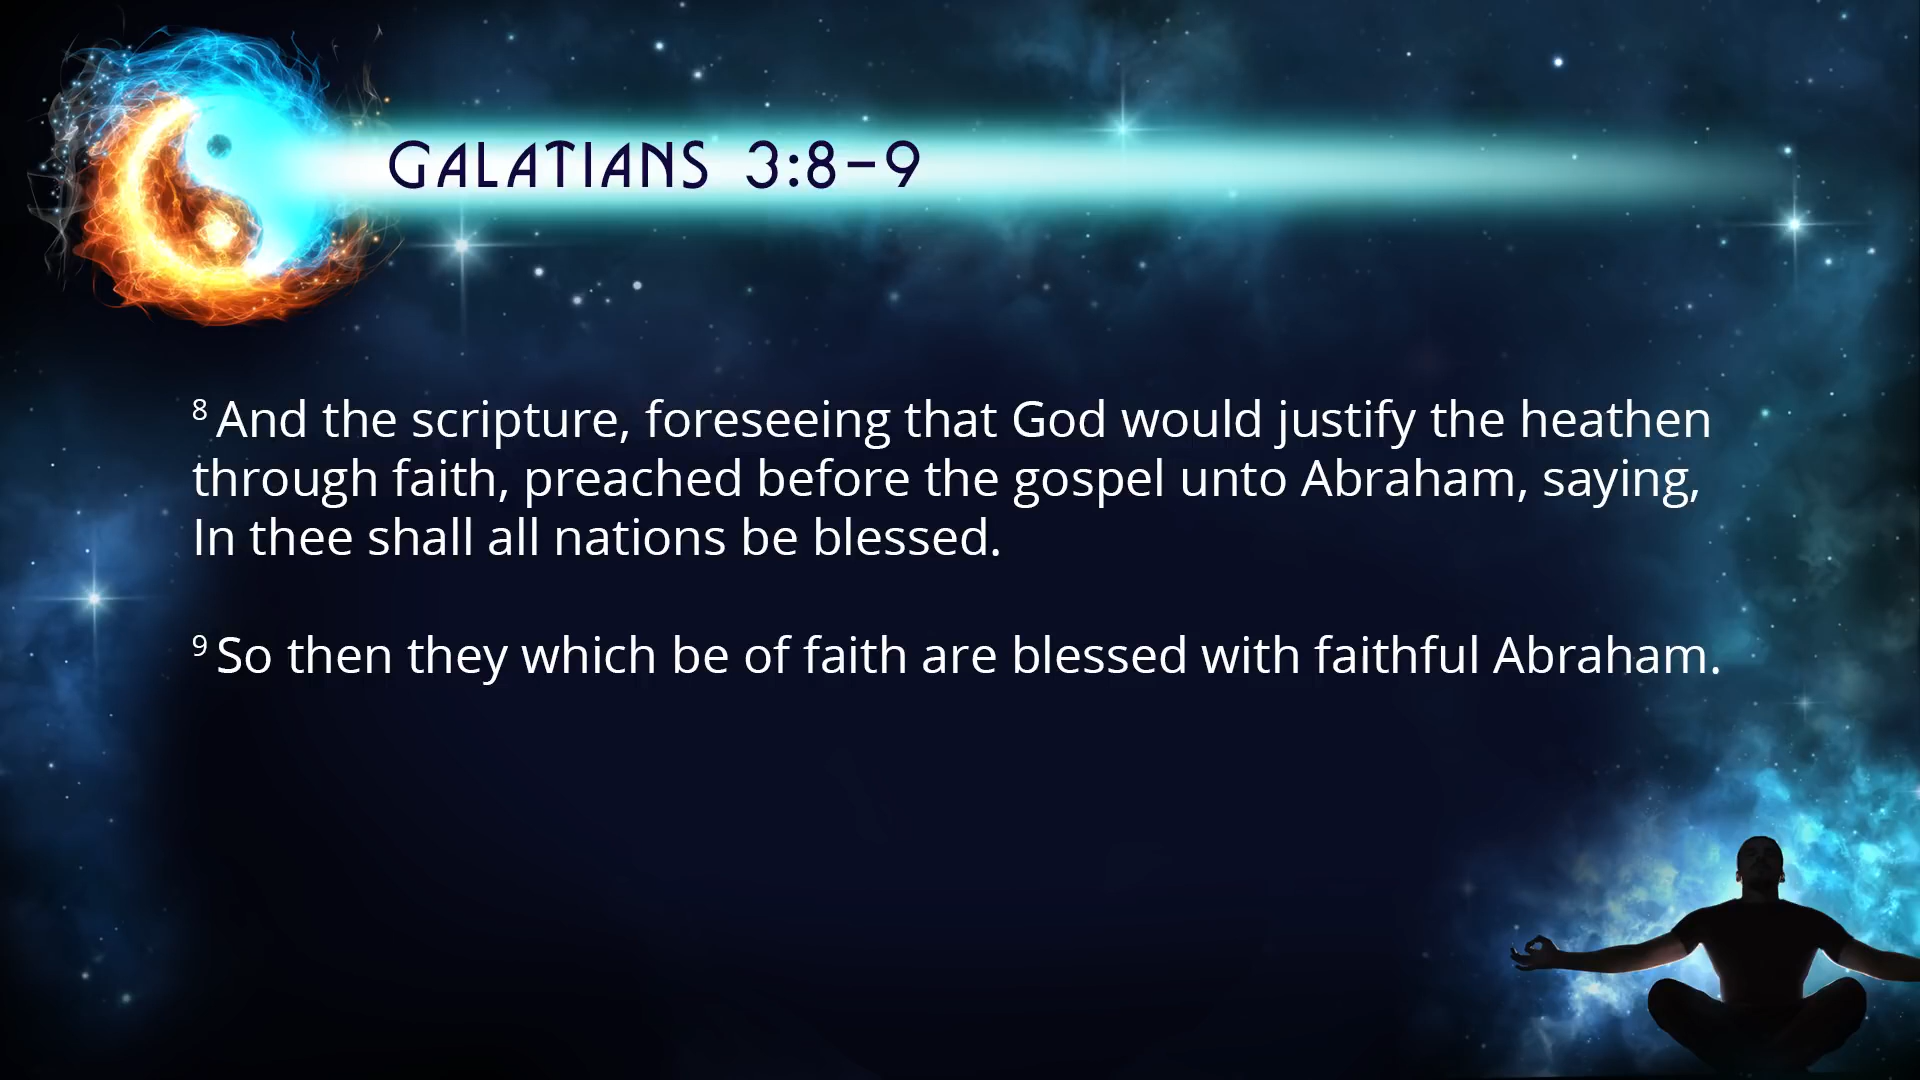 GALATIANS 3:8–9
⁸ And the scripture, foreseeing that God would justify the heathen
through faith, preached before the gospel unto Abraham, saying,
In thee shall all nations be blessed.
⁹ So then they which be of faith are blessed with faithful Abraham.